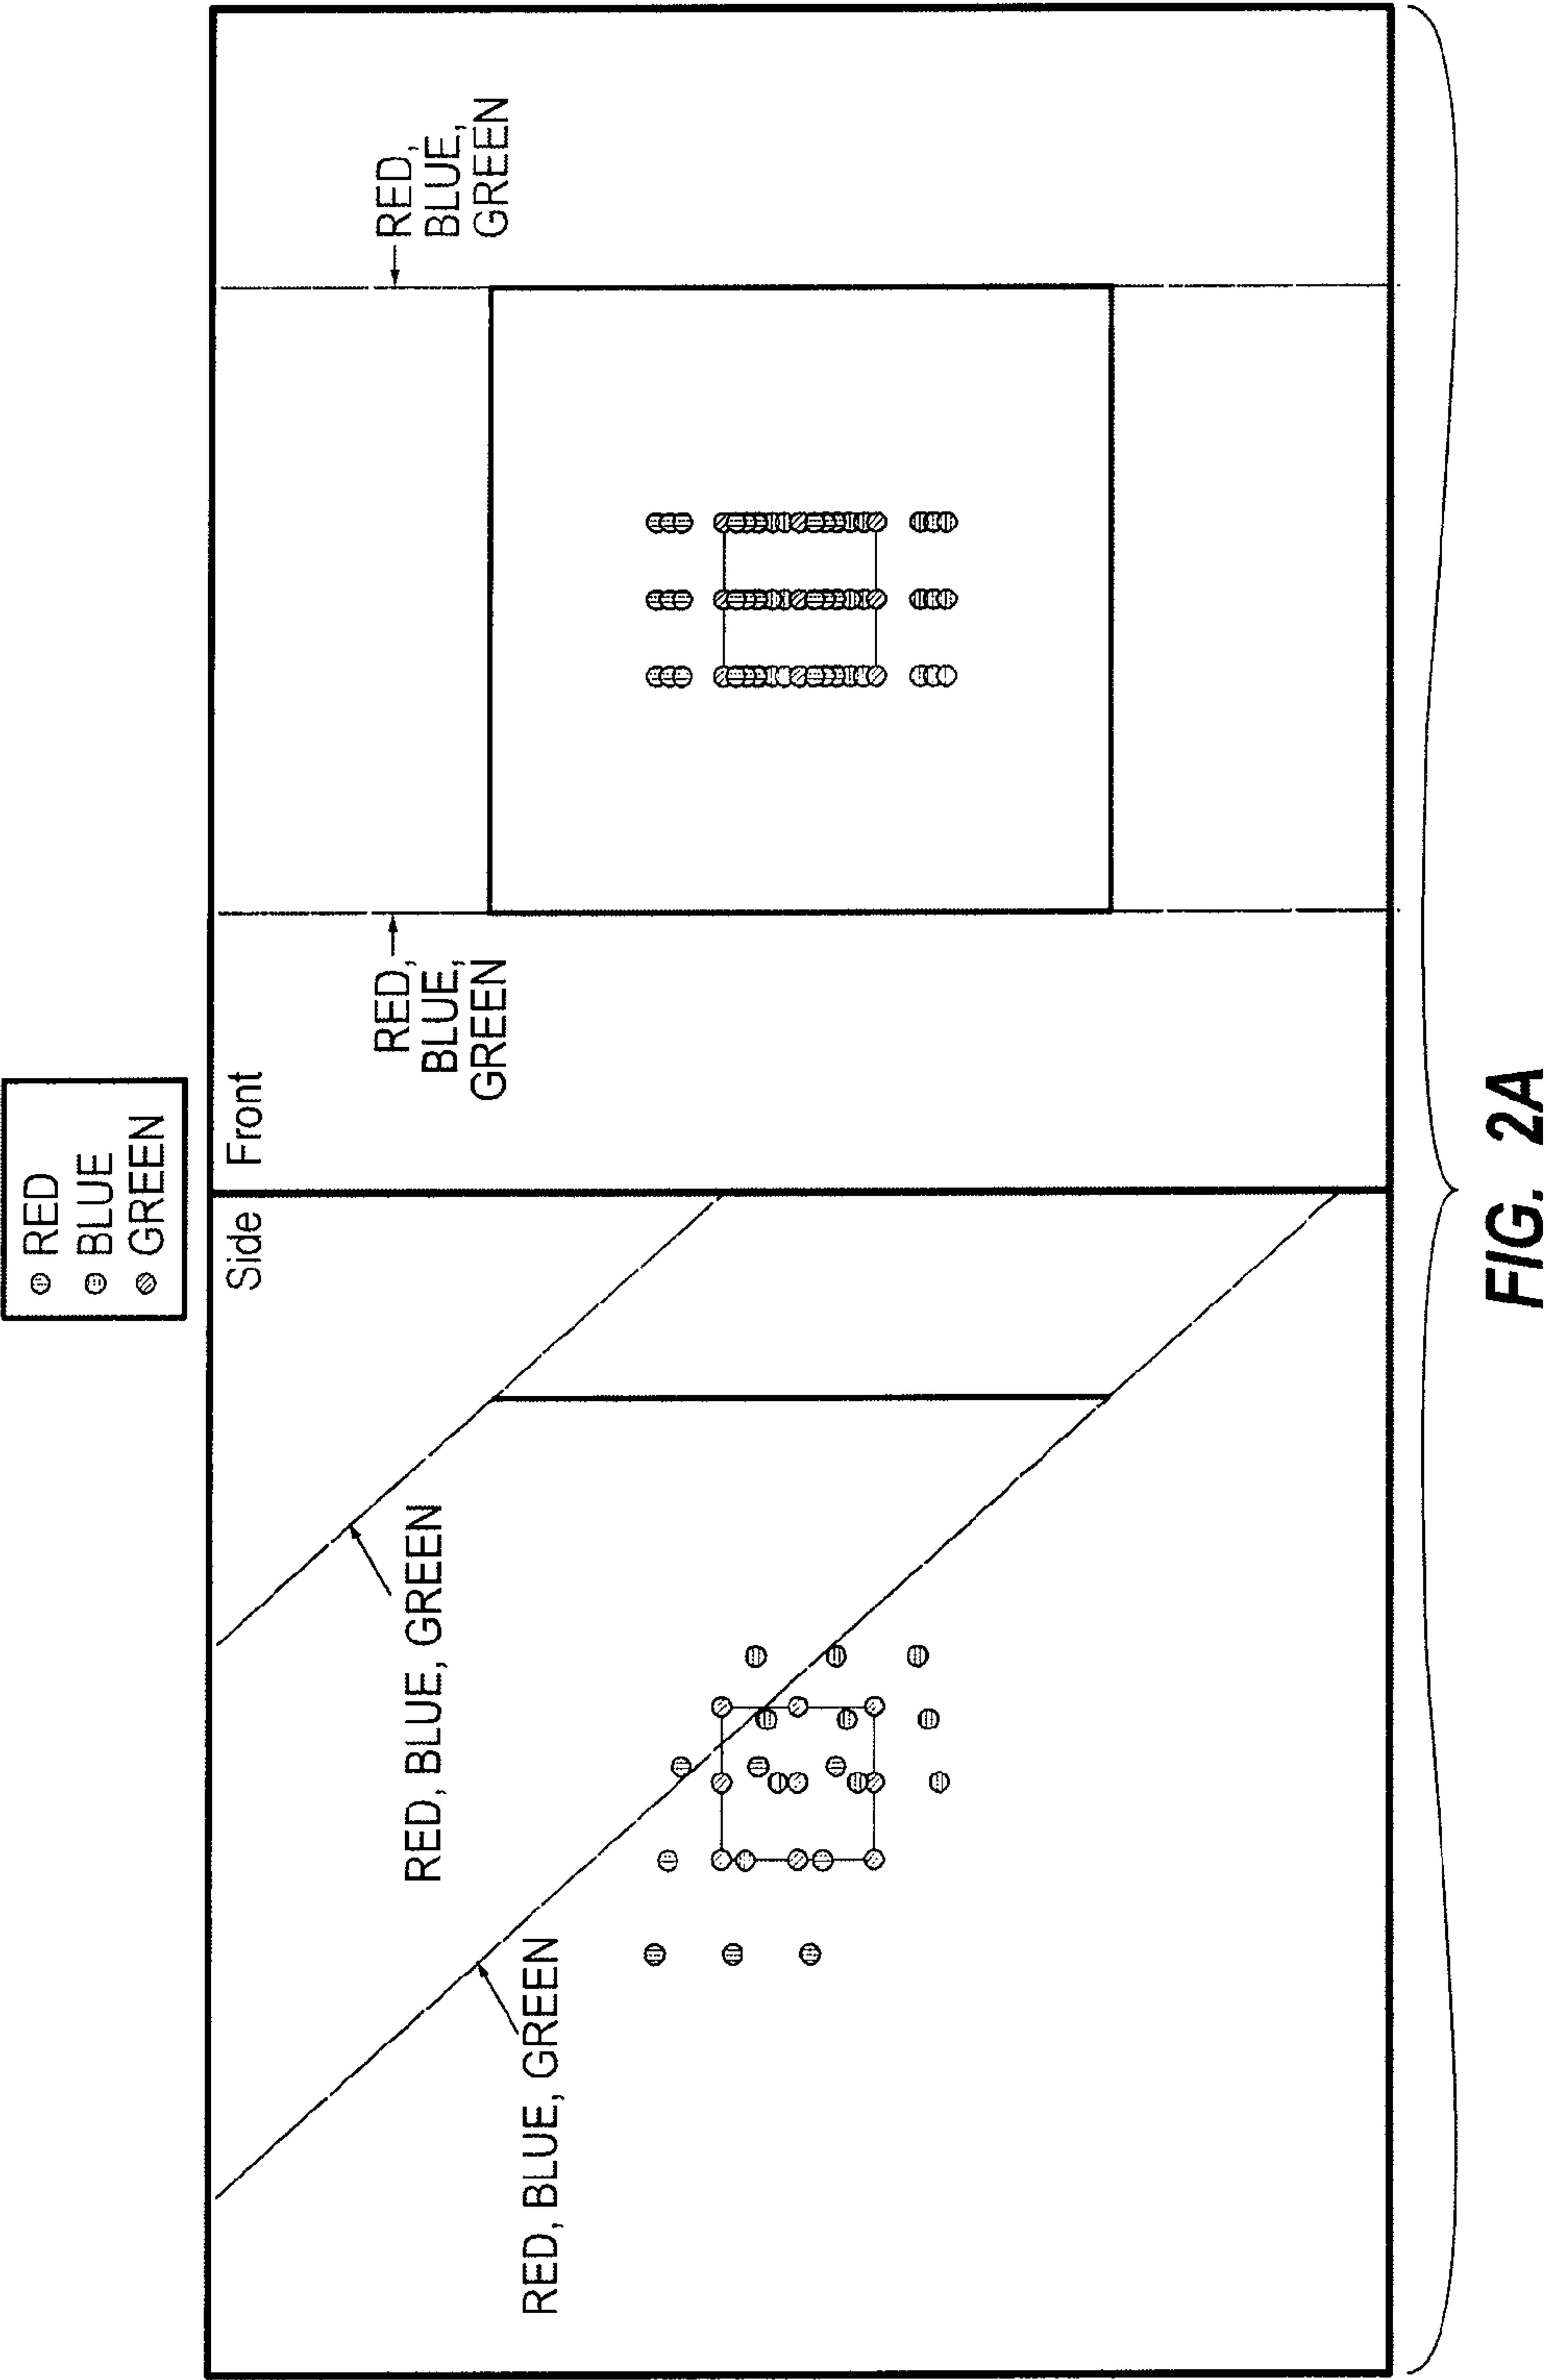 RED
BLUE
GREEN
Side
Front
RED, BLUE, GREEN
RED, BLUE, GREEN
RED,
BLUE,
GREEN
RED,
BLUE,
GREEN
FIG. 2A